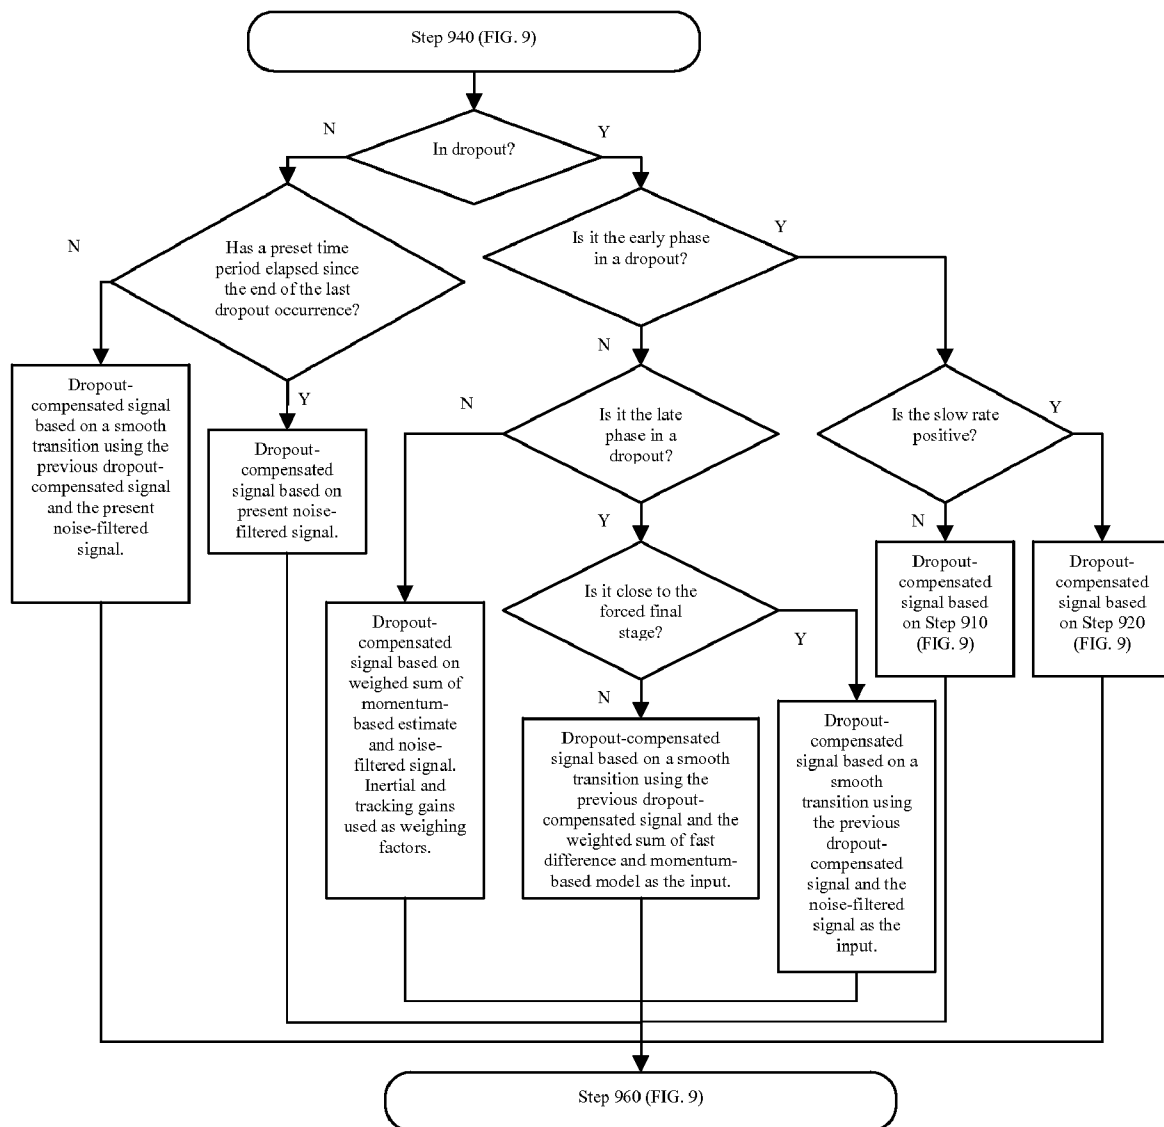 Step 940 (FIG. 9)
N
Y
In dropout?
N
Has a preset time
period elapsed since
the end of the last
dropout occurrence?
Y
Is it the early phase
in a dropout?
N
Y
Dropout-
compensated signal
based on a smooth
transition using the
previous dropout-
compensated signal
and the present
noise-filtered
signal.
Dropout-
compensated
signal based on
present noise-
filtered signal.
N
Is it the late
phase in a
dropout?
Is the slow rate
positive?
Y
Y
N
Dropout-
compensated
signal based
on Step 910
(FIG. 9)
Dropout-
compensated
signal based
on Step 920
(FIG. 9)
Is it close to the
forced final
stage?
Y
N
Dropout-
compensated
signal based on
weighed sum of
momentum-
based estimate
and noise-
filtered signal.
Inertial and
tracking gains
used as weighing
factors.
Dropout-compensated
signal based on a smooth
transition using the
previous dropout-
compensated signal and the
weighted sum of fast
difference and momentum-
based model as the input.
Dropout-
compensated
signal based on a
smooth
transition using
the previous
dropout-
compensated
signal and the
noise-filtered
signal as the
input.
Step 960 (FIG. 9)